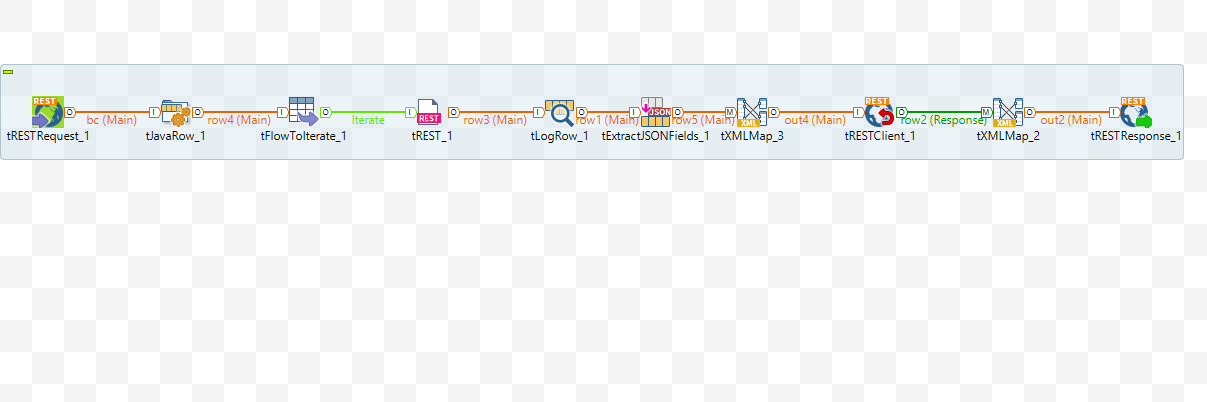 REST REST JSON REST REST
REST XML XML
bc (Main) row4 (Main) Iterate row3 (Main) row1 (Main) row5 (Main) out4 (Main) row2 (Response) out2 (Main)
tRESTRequest_1 tJavaRow_1 tFlowToIterate_1 tREST_1 tLogRow_1 tExtractJSONFields_1 tXMLMap_3 tRESTClient_1 tXMLMap_2 tRESTResponse_1